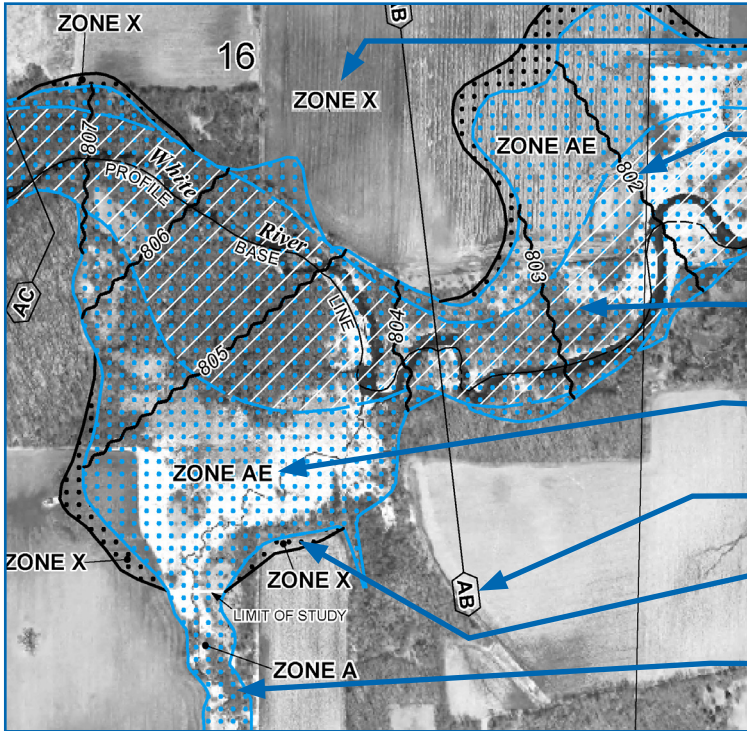 ZONE X
16
AB
ZONE X
807
White
ZONE AE
802
PROFILE
River
806
BASE
803
LINE
AC
804
805
ZONE AE
ZONE X
ZONE X
AB
LIMIT OF STUDY
ZONE A